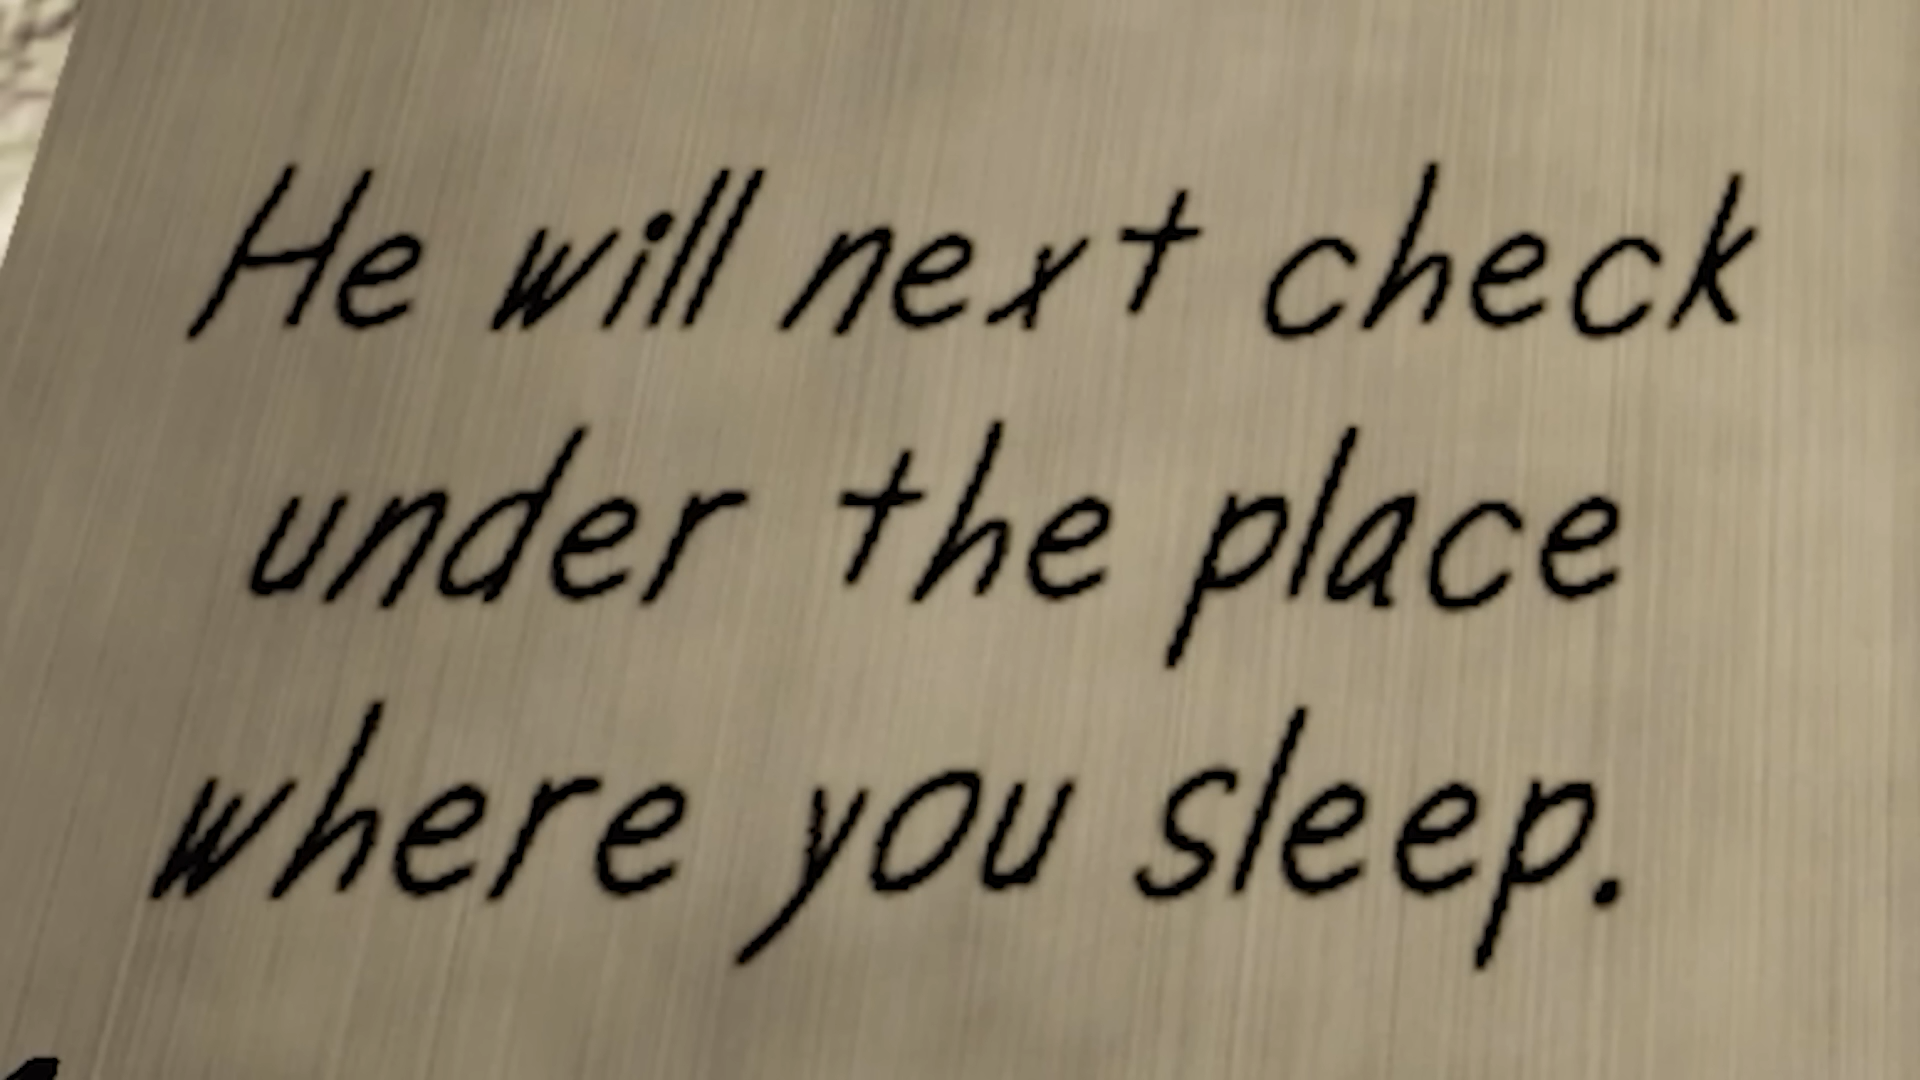 He will next check
under the place
where you sleep.